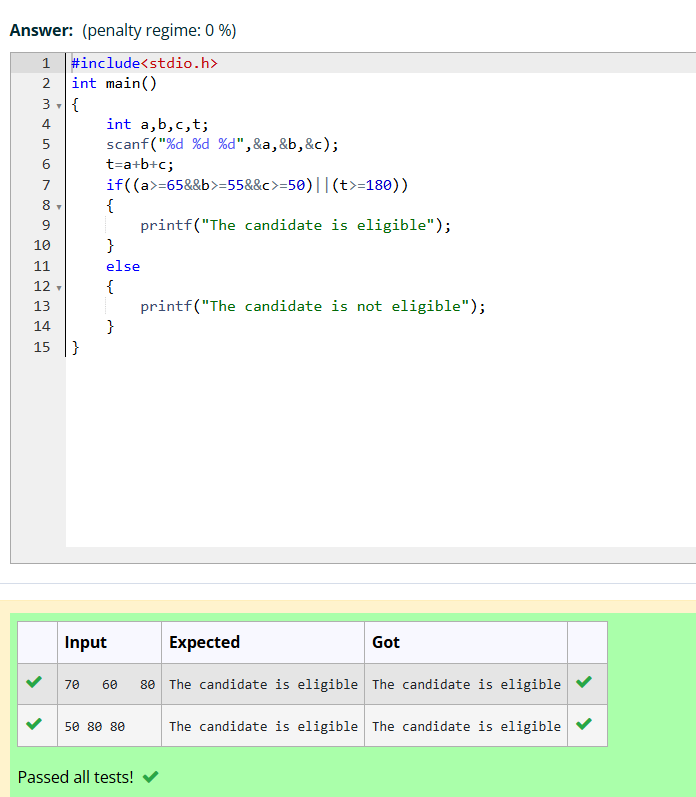 Answer: (penalty regime: 0 %)
1 #include<stdio.h>
2 int main()
3 {
4     int a,b,c,t;
5     scanf("%d %d %d",&a,&b,&c);
6     t=a+b+c;
7     if((a>=65&&b>=55&&c>=50)||(t>=180))
8     {
9         printf("The candidate is eligible");
10     }
11     else
12     {
13         printf("The candidate is not eligible");
14     }
15 }
Input Expected Got
70   60   80 The candidate is eligible The candidate is eligible
50 80 80 The candidate is eligible The candidate is eligible
Passed all tests!